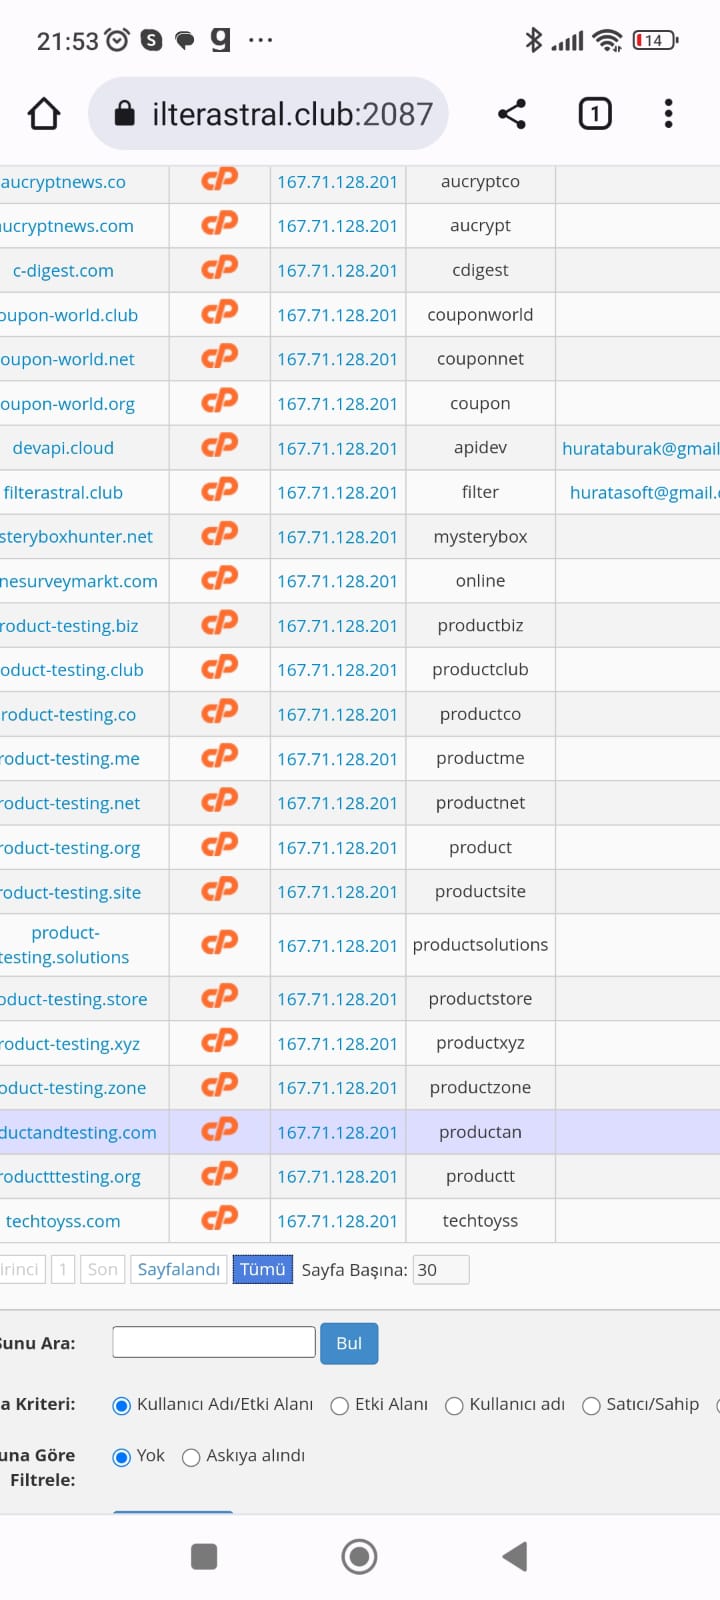 21:53 S g ... 14
ilterastral.club:2087 1
aucryptnews.co cP 167.71.128.201 aucryptco
ucryptnews.com cP 167.71.128.201 aucrypt
c-digest.com cP 167.71.128.201 cdigest
oupon-world.club cP 167.71.128.201 couponworld
oupon-world.net cP 167.71.128.201 couponnet
oupon-world.org cP 167.71.128.201 coupon
devapi.cloud cP 167.71.128.201 apidev hurataburak@gmail
filterastral.club cP 167.71.128.201 filter huratasoft@gmail.
steryboxhunter.net cP 167.71.128.201 mysterybox
nesurveymarkt.com cP 167.71.128.201 online
roduct-testing.biz cP 167.71.128.201 productbiz
oduct-testing.club cP 167.71.128.201 productclub
roduct-testing.co cP 167.71.128.201 productco
roduct-testing.me cP 167.71.128.201 productme
roduct-testing.net cP 167.71.128.201 productnet
roduct-testing.org cP 167.71.128.201 product
roduct-testing.site cP 167.71.128.201 productsite
product-
testing.solutions cP 167.71.128.201 productsolutions
oduct-testing.store cP 167.71.128.201 productstore
roduct-testing.xyz cP 167.71.128.201 productxyz
oduct-testing.zone cP 167.71.128.201 productzone
ductandtesting.com cP 167.71.128.201 productan
roductttesting.org cP 167.71.128.201 productt
techtoyss.com cP 167.71.128.201 techtoyss
irinci 1 Son Sayfalandı Tümü Sayfa Başına: 30
Şunu Ara: Bul
a Kriteri: Kullanıcı Adı/Etki Alanı Etki Alanı Kullanıcı adı Satıcı/Sahip
una Göre Yok Askıya alındı
Filtrele: